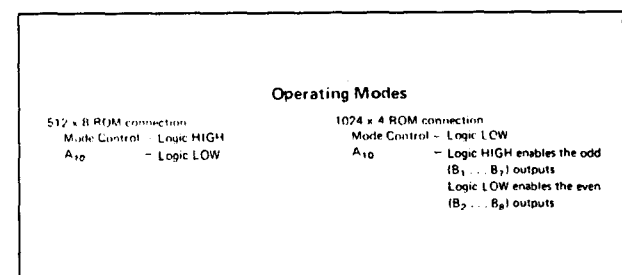 Operating Modes
512 x 8 ROM connection
Mode Control – Logic HIGH
A10 – Logic LOW
1024 x 4 ROM connection
Mode Control – Logic LOW
A10 – Logic HIGH enables the odd
(B1 . . . B7) outputs
Logic LOW enables the even
(B2 . . . B8) outputs